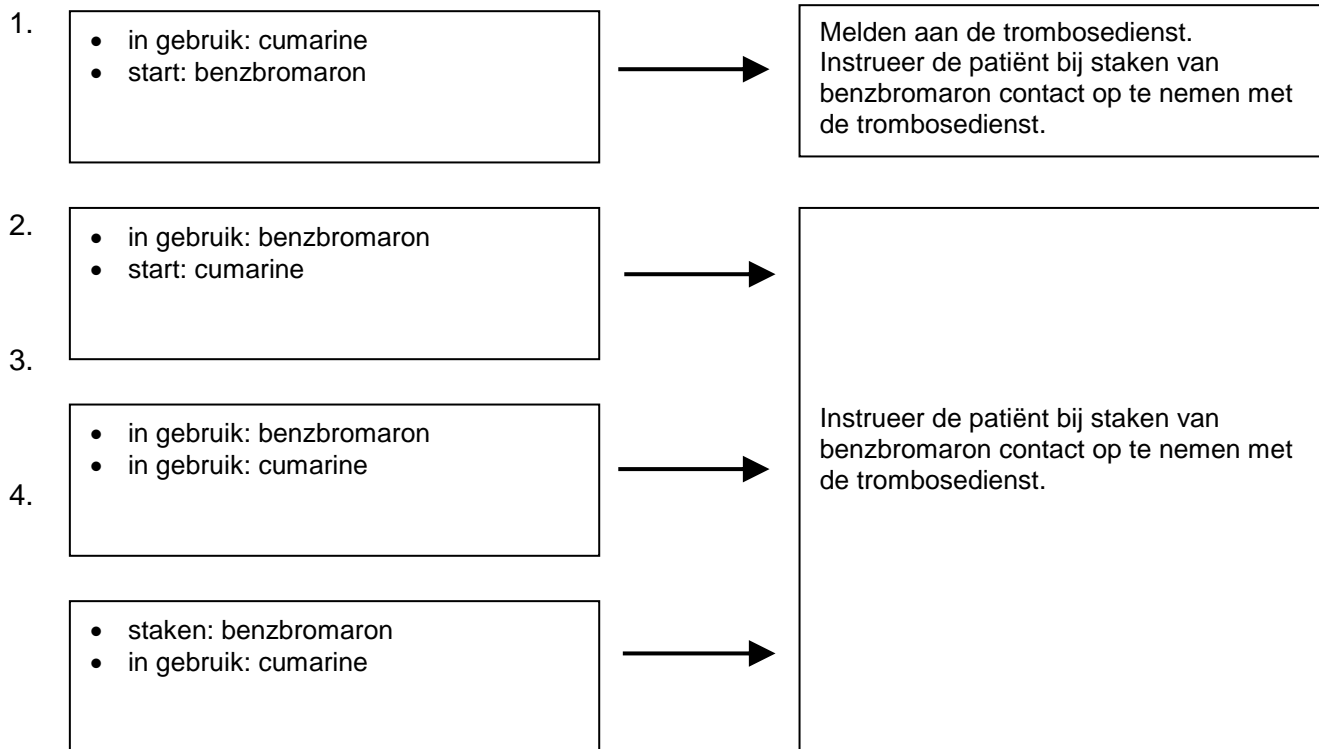 1.
• in gebruik: cumarine
• start: benzbromaron
Melden aan de trombosedienst.
Instrueer de patiënt bij staken van
benzbromaron contact op te nemen met
de trombosedienst.
2.
• in gebruik: benzbromaron
• start: cumarine
3.
• in gebruik: benzbromaron
• in gebruik: cumarine
Instrueer de patiënt bij staken van
benzbromaron contact op te nemen met
de trombosedienst.
4.
• staken: benzbromaron
• in gebruik: cumarine